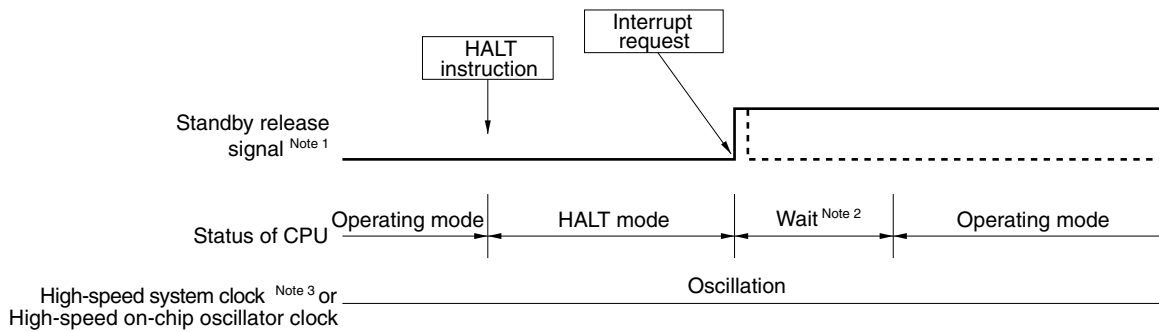 Interrupt
request
HALT
instruction
Standby release
signal Note 1
Status of CPU
Operating mode
HALT mode
Wait Note 2
Operating mode
High-speed system clock Note 3 or
High-speed on-chip oscillator clock
Oscillation